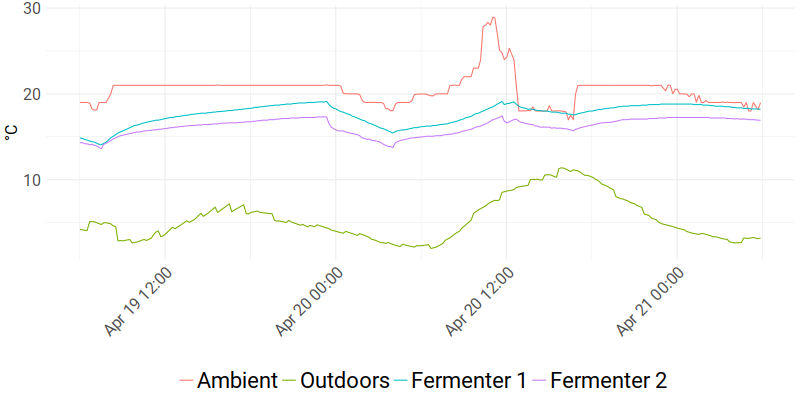 30
20
10
°C
Apr 19 12:00
Apr 20 00:00
Apr 20 12:00
Apr 21 00:00
Ambient Outdoors Fermenter 1 Fermenter 2